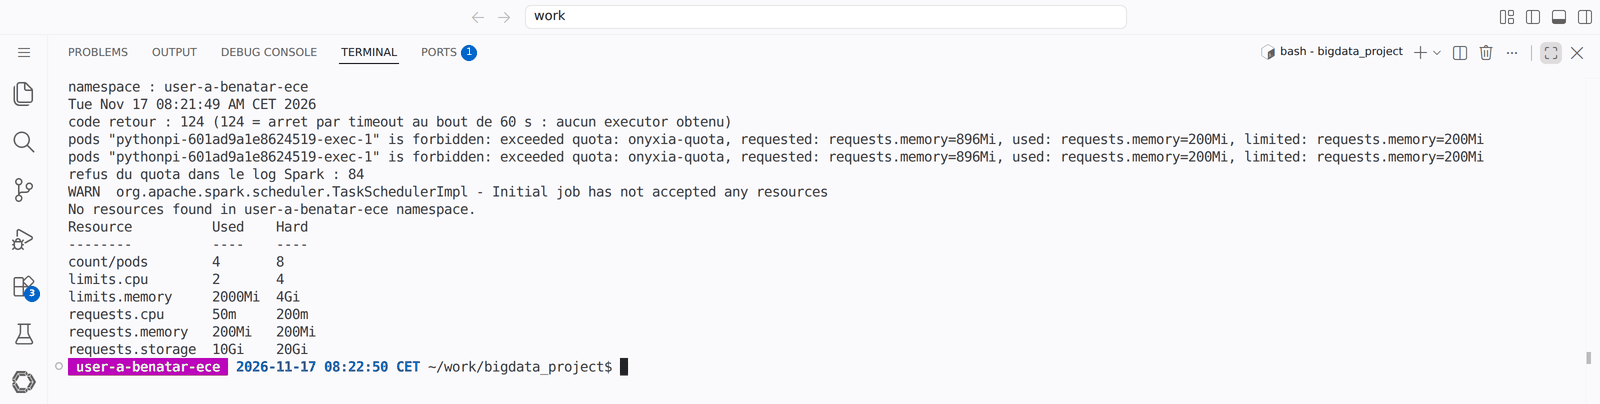 work
PROBLEMS OUTPUT DEBUG CONSOLE TERMINAL PORTS 1 bash - bigdata_project
namespace : user-a-benatar-ece
Tue Nov 17 08:21:49 AM CET 2026
code retour : 124 (124 = arret par timeout au bout de 60 s : aucun executor obtenu)
pods "pythonpi-601ad9a1e8624519-exec-1" is forbidden: exceeded quota: onyxia-quota, requested: requests.memory=896Mi, used: requests.memory=200Mi, limited: requests.memory=200Mi
pods "pythonpi-601ad9a1e8624519-exec-1" is forbidden: exceeded quota: onyxia-quota, requested: requests.memory=896Mi, used: requests.memory=200Mi, limited: requests.memory=200Mi
refus du quota dans le log Spark : 84
WARN  org.apache.spark.scheduler.TaskSchedulerImpl - Initial job has not accepted any resources
No resources found in user-a-benatar-ece namespace.
Resource          Used    Hard
--------          ----    ----
count/pods        4       8
limits.cpu        2       4
limits.memory     2000Mi  4Gi
requests.cpu      50m     200m
requests.memory   200Mi   200Mi
requests.storage  10Gi    20Gi
3
user-a-benatar-ece  2026-11-17 08:22:50 CET ~/work/bigdata_project$